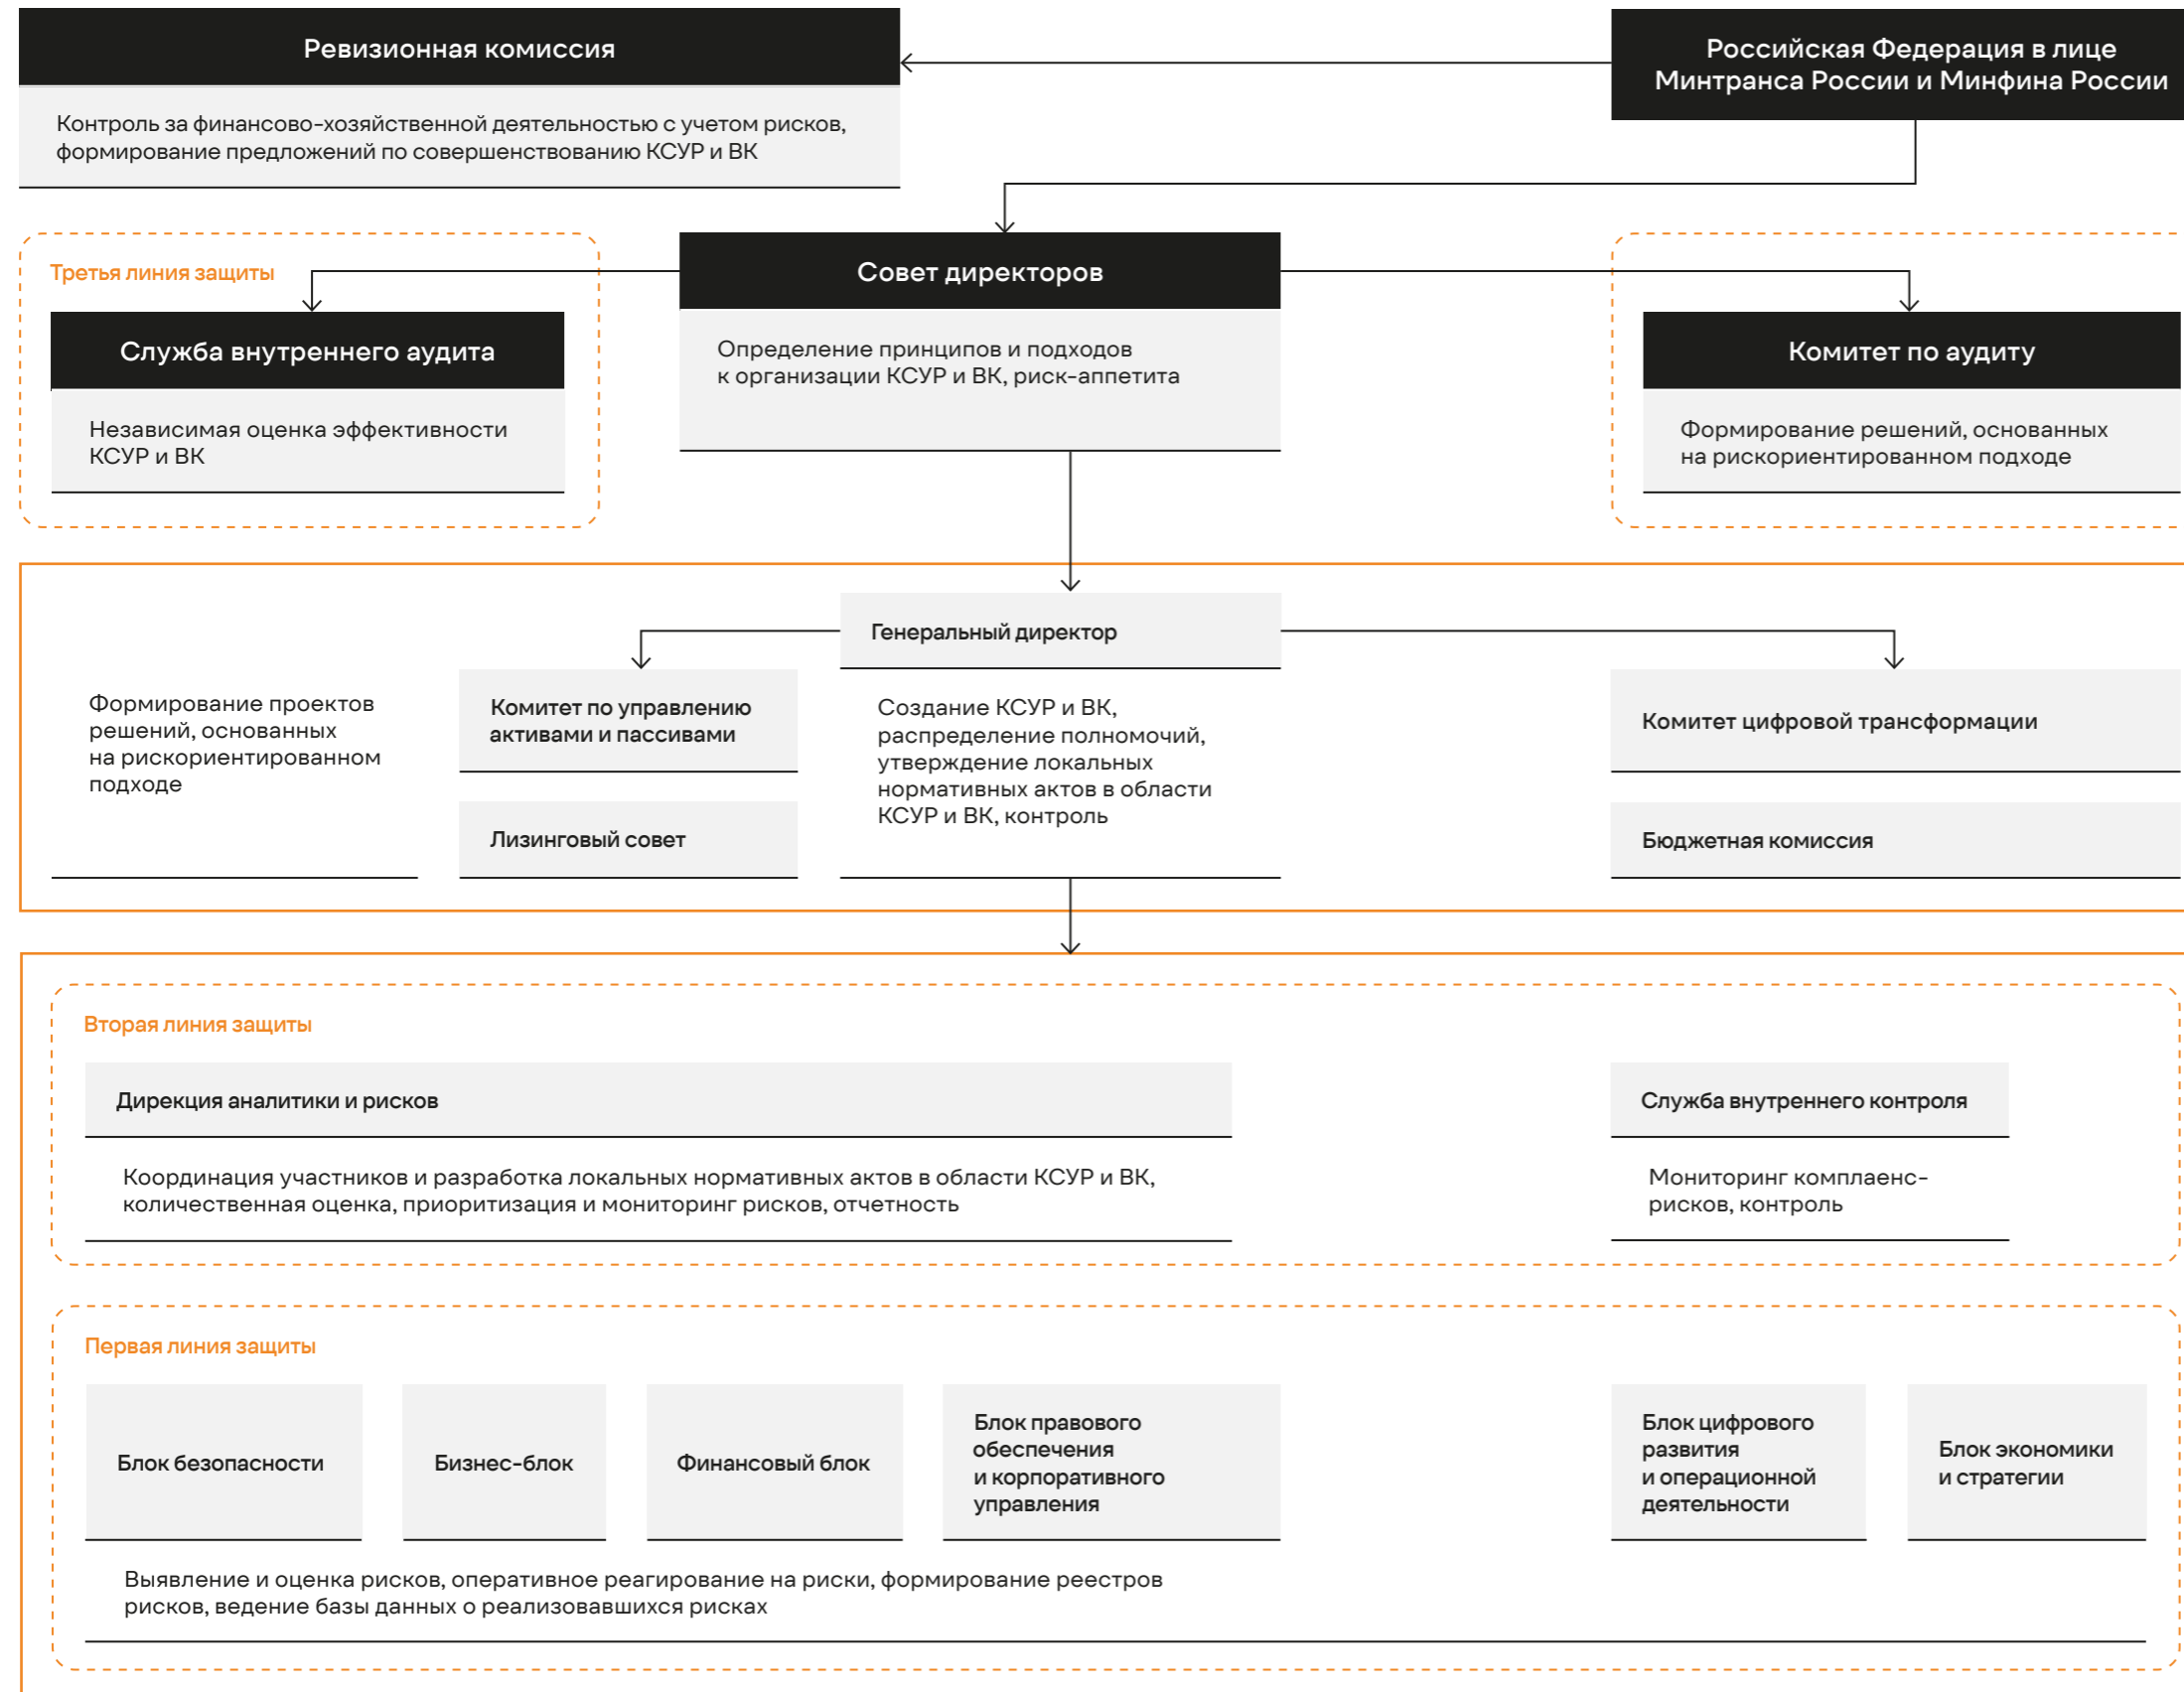 Ревизионная комиссия
Контроль за финансово-хозяйственной деятельностью с учетом рисков,
формирование предложений по совершенствованию КСУР и ВК
Российская Федерация в лице
Минтранса России и Минфина России
Третья линия защиты
Служба внутреннего аудита
Независимая оценка эффективности
КСУР и ВК
Совет директоров
Определение принципов и подходов
к организации КСУР и ВК, риск-аппетита
Комитет по аудиту
Формирование решений, основанных
на рискориентированном подходе
Формирование проектов
решений, основанных
на рискориентированном
подходе
Комитет по управлению
активами и пассивами
Лизинговый совет
Генеральный директор
Создание КСУР и ВК,
распределение полномочий,
утверждение локальных
нормативных актов в области
КСУР и ВК, контроль
Комитет цифровой трансформации
Бюджетная комиссия
Вторая линия защиты
Дирекция аналитики и рисков
Координация участников и разработка локальных нормативных актов в области КСУР и ВК,
количественная оценка, приоритизация и мониторинг рисков, отчетность
Служба внутреннего контроля
Мониторинг комплаенс-
рисков, контроль
Первая линия защиты
Блок безопасности
Бизнес-блок
Финансовый блок
Блок правового
обеспечения
и корпоративного
управления
Блок цифрового
развития
и операционной
деятельности
Блок экономики
и стратегии
Выявление и оценка рисков, оперативное реагирование на риски, формирование реестров
рисков, ведение базы данных о реализовавшихся рисках